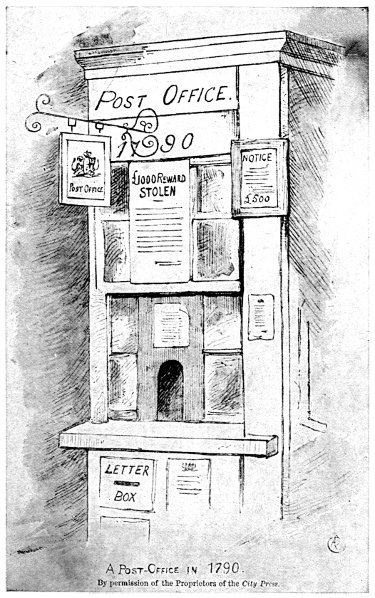 POST OFFICE.
1790
POST OFFICE
£1000 REWARD
STOLEN
NOTICE
£500
LETTER
BOX
A POST-OFFICE IN 1790.
By permission of the Proprietors of the City Press.